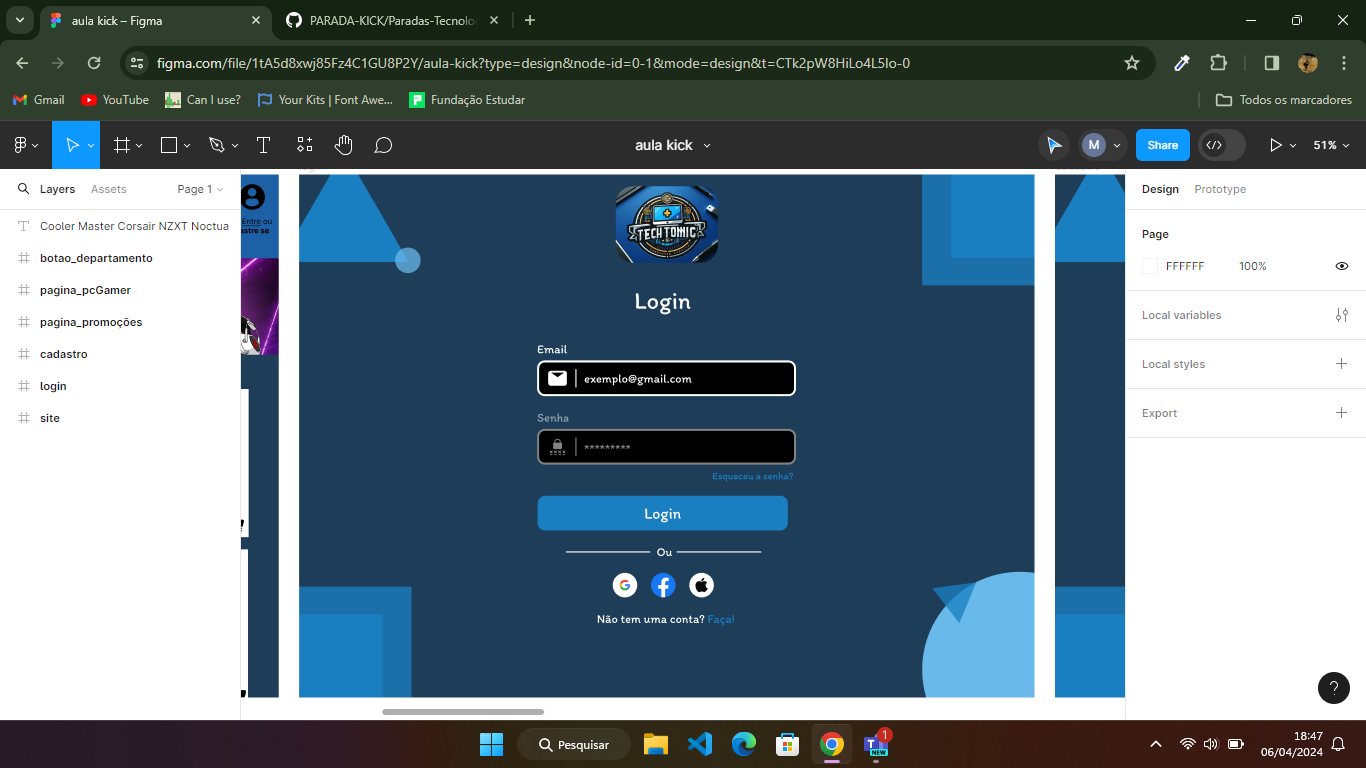 aula kick – Figma
PARADA-KICK/Paradas-Tecnolo
figma.com/file/1tA5d8xwj85Fz4C1GU8P2Y/aula-kick?type=design&node-id=0-1&mode=design&t=CTk2pW8HiLo4L5Io-0
Gmail YouTube Can I use? Your Kits | Font Awe... Fundação Estudar Todos os marcadores
aula kick M Share 51%
Layers Assets Page 1
Design Prototype
Cooler Master Corsair NZXT Noctua
botao_departamento
pagina_pcGamer
pagina_promoções
cadastro
login
site
Entre ou
astre se
TECHTOMIC
Login
Email
exemplo@gmail.com
Senha
*********
Esqueceu a senha?
Login
Ou
Não tem uma conta? Faça!
Page
FFFFFF 100%
Local variables
Local styles
Export
?
Pesquisar
NEW
1
18:47
06/04/2024